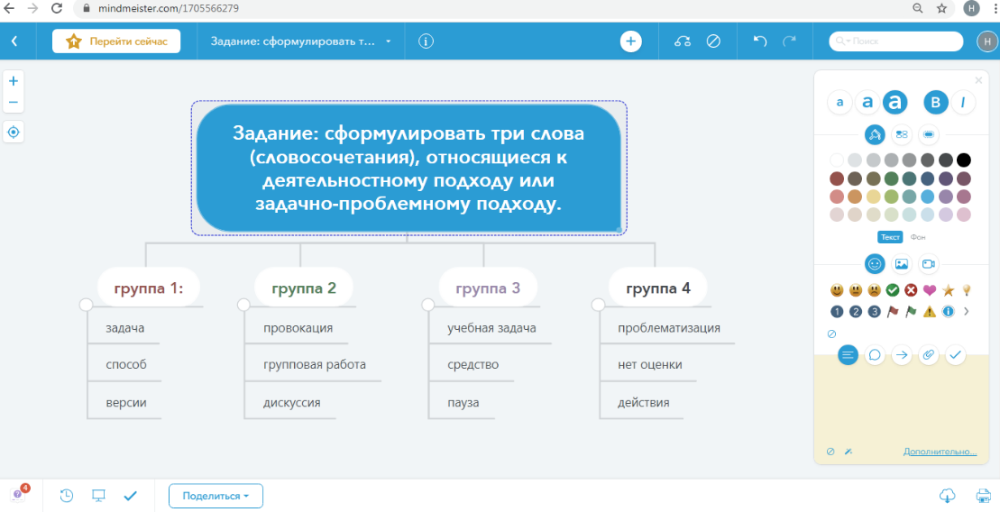 mindmeister.com/1705566279
H
Перейти сейчас
Задание: сформулировать т...
Поиск
H
Задание: сформулировать три слова
(словосочетания), относящиеся к
деятельностному подходу или
задачно-проблемному подходу.
группа 1:
задача
способ
версии
группа 2
провокация
групповая работа
дискуссия
группа 3
учебная задача
средство
пауза
группа 4
проблематизация
нет оценки
действия
a a a B I
Текст Фон
1 2 3
Дополнительно...
4
Поделиться